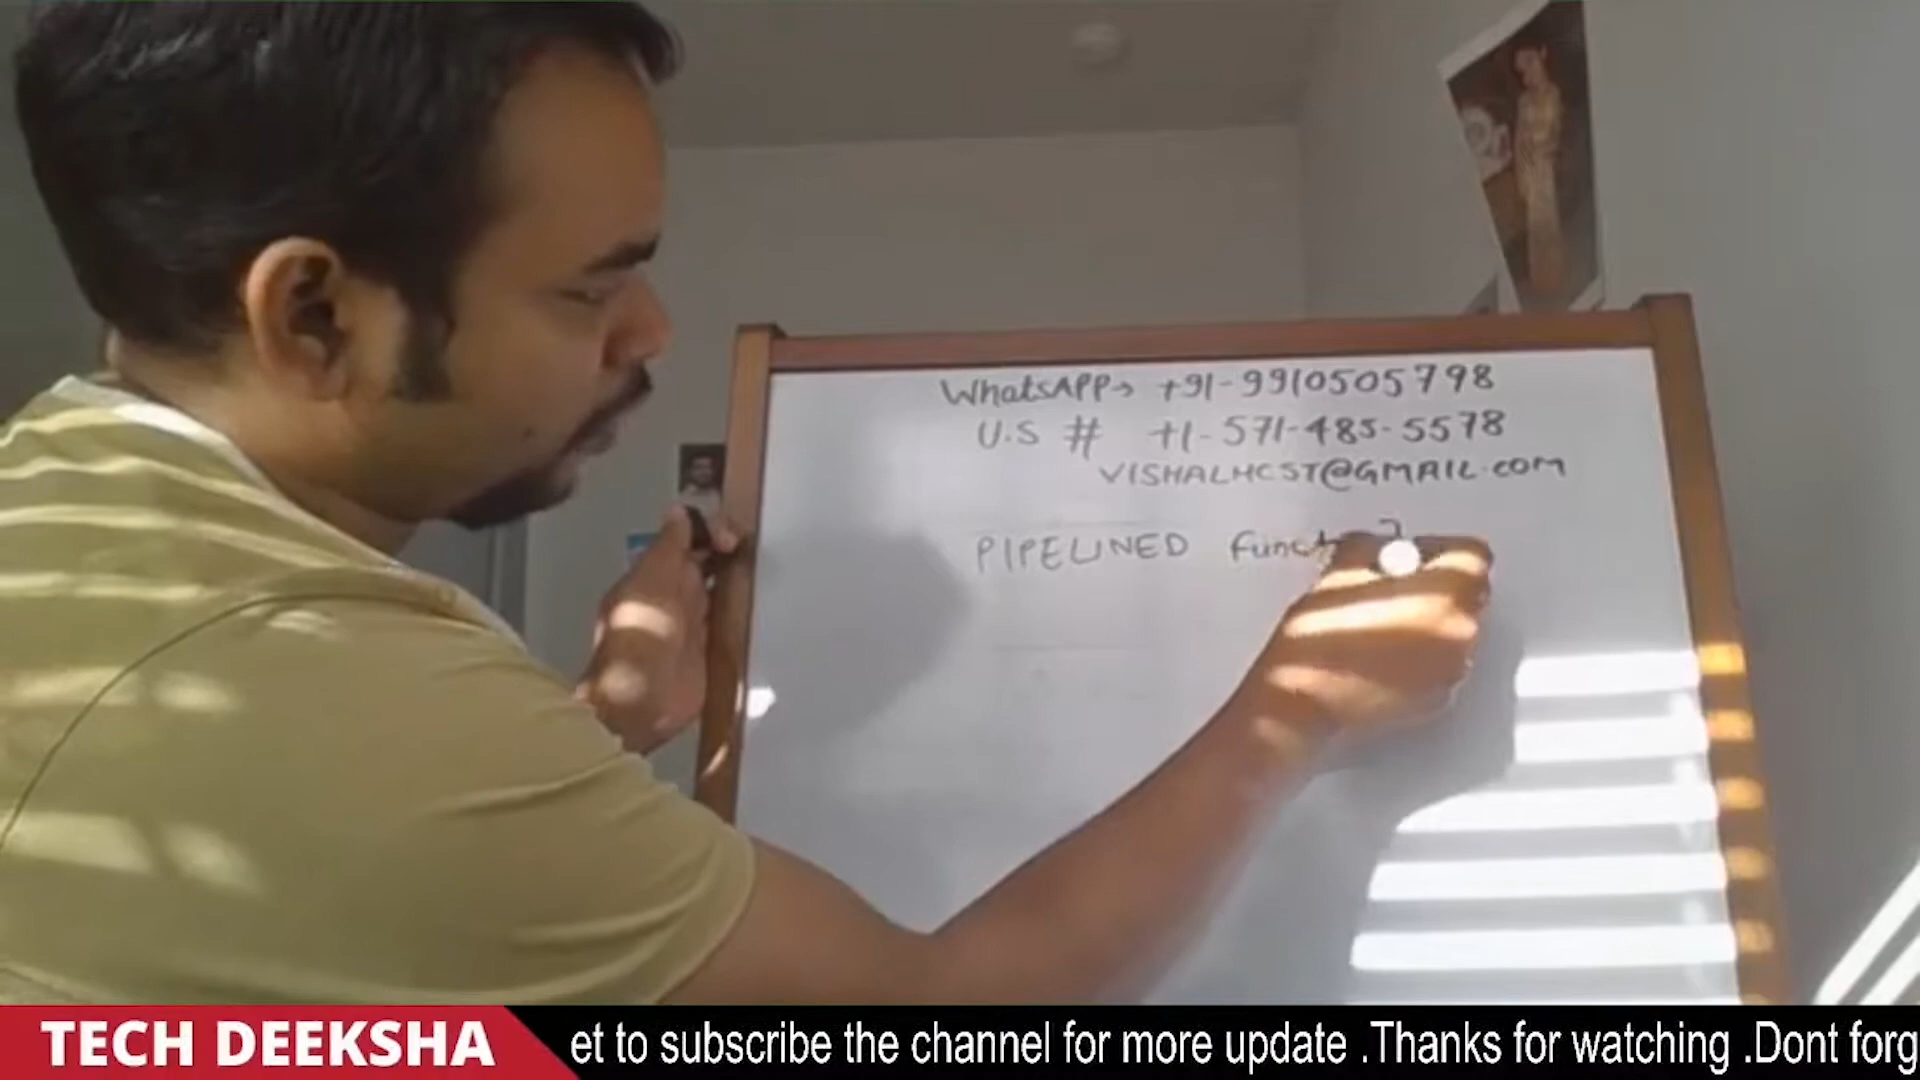 WhatsAPP→ +91-9910505798
U.S # +1-571-485-5578
VISHALHCST@GMAIL.COM
PIPELINED
TECH DEEKSHA
et to subscribe the channel for more update .Thanks for watching .Dont forg